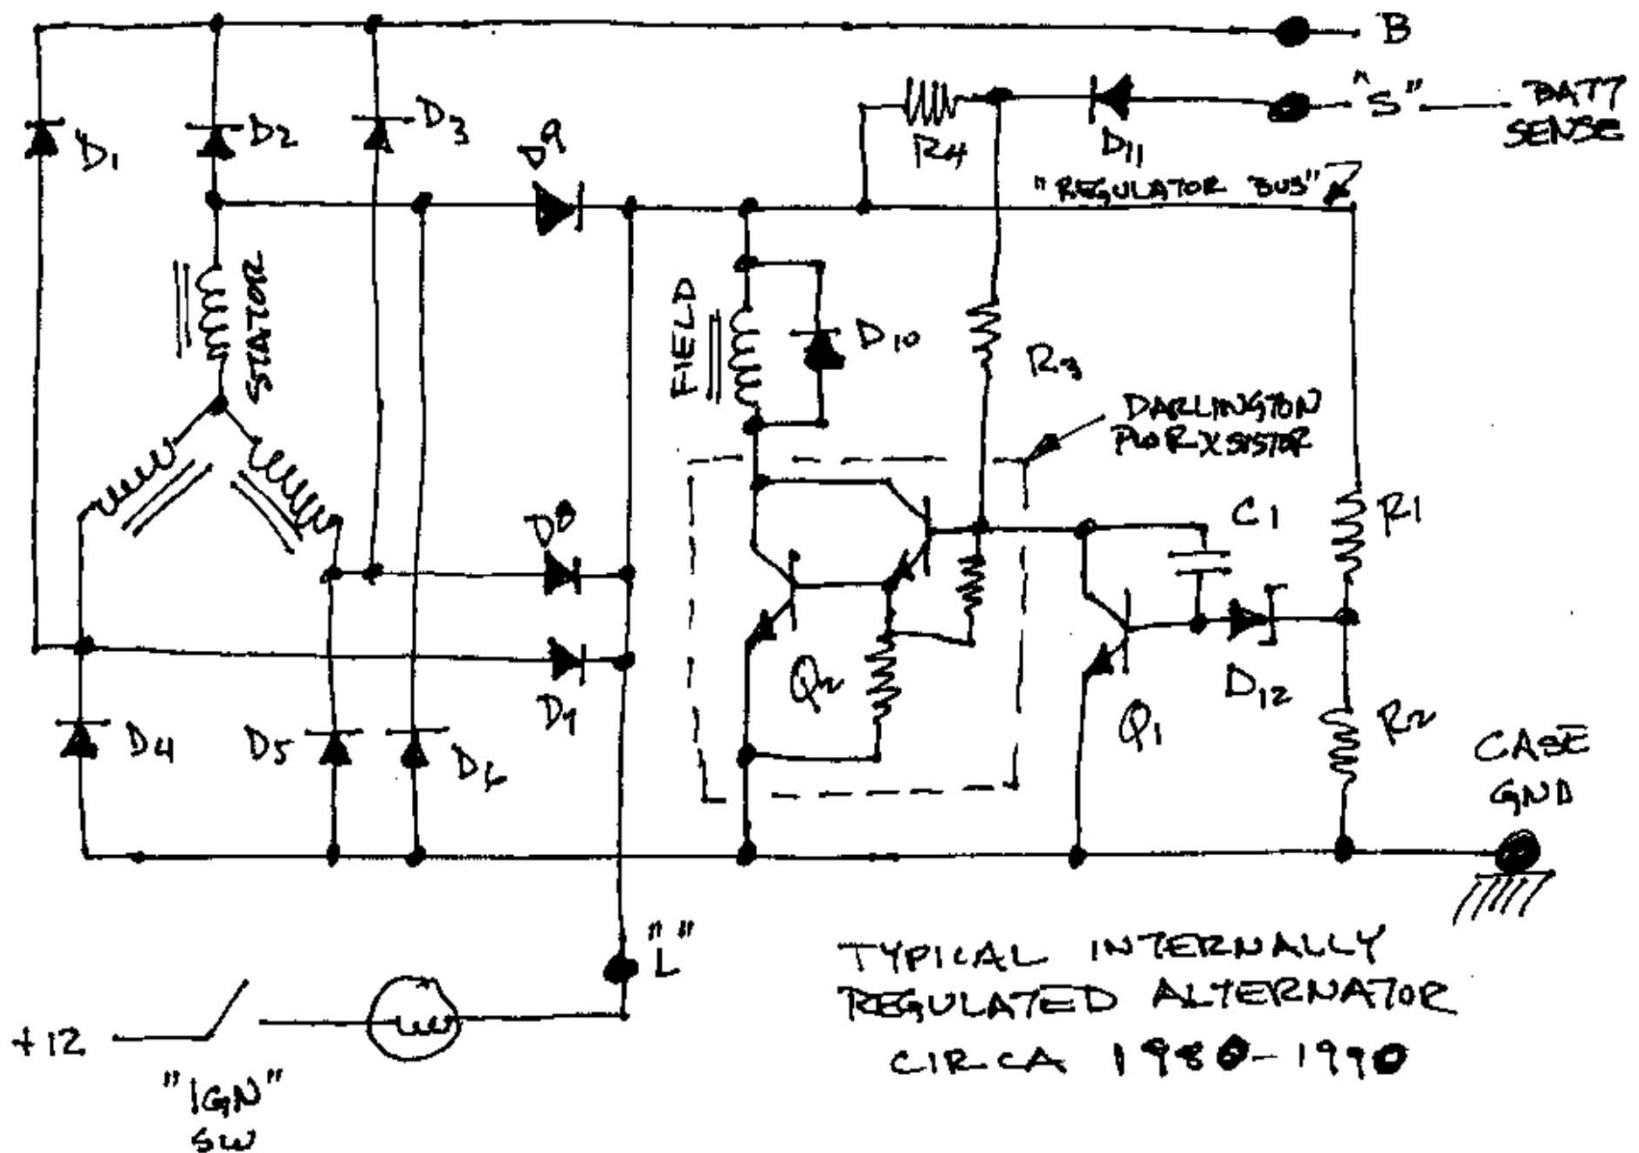 B
"S"
BATT
SENSE
D1
D2
D3
D9
R4
D11
"REGULATOR BUS"
STATOR
FIELD
D10
R3
DARLINGTON
PWR XSISTOR
D8
C1
R1
D7
Q2
D12
Q1
R2
D4
D5
D6
CASE
GND
"L"
TYPICAL INTERNALLY
REGULATED ALTERNATOR
CIRCA 1980-1990
+12
"IGN"
SW